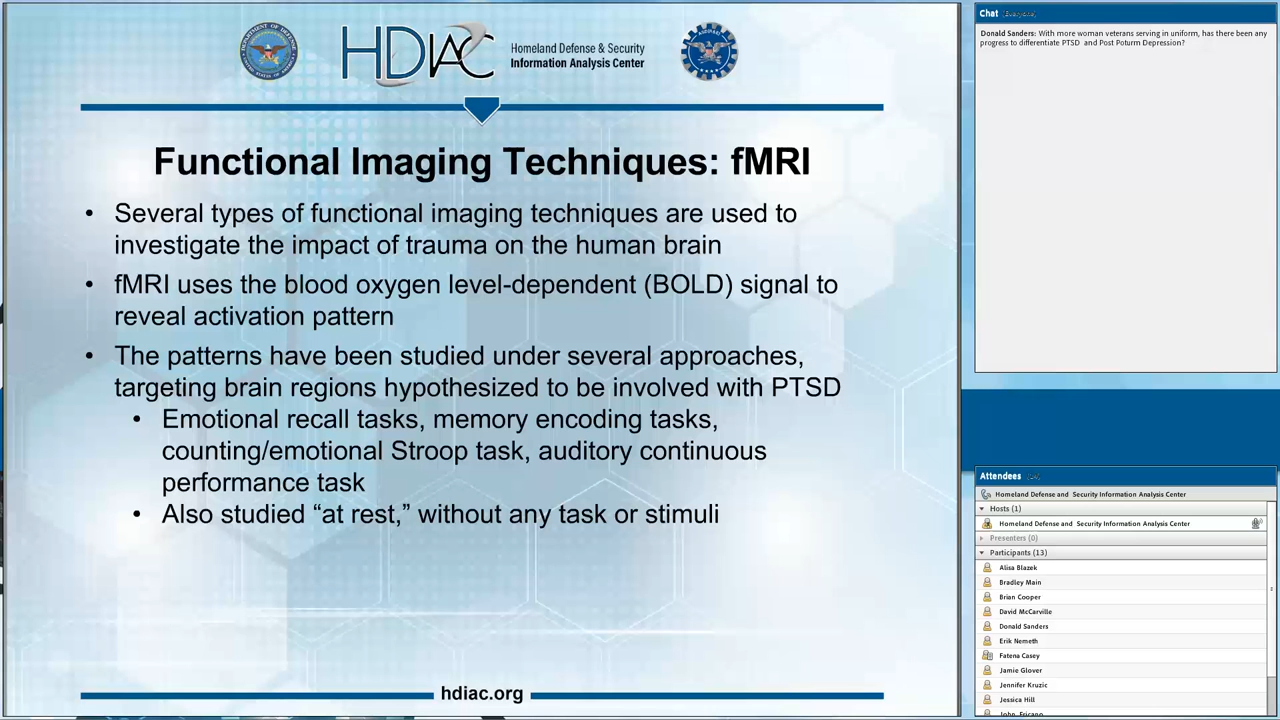 HDIAC
Homeland Defense & Security
Information Analysis Center
Functional Imaging Techniques: fMRI
• Several types of functional imaging techniques are used to
investigate the impact of trauma on the human brain
• fMRI uses the blood oxygen level-dependent (BOLD) signal to
reveal activation pattern
• The patterns have been studied under several approaches,
targeting brain regions hypothesized to be involved with PTSD
• Emotional recall tasks, memory encoding tasks,
counting/emotional Stroop task, auditory continuous
performance task
• Also studied “at rest,” without any task or stimuli
hdiac.org
Chat (Everyone)
Donald Sanders: With more woman veterans serving in uniform, has there been any
progress to differentiate PTSD and Post Poturm Depression?
Attendees
Homeland Defense and Security Information Analysis Center
Hosts (1)
Homeland Defense and Security Information Analysis Center
Presenters (0)
Participants (13)
Alisa Blazek
Bradley Main
Brian Cooper
David McCarville
Donald Sanders
Erik Nemeth
Fatena Casey
Jamie Glover
Jennifer Kruzic
Jessica Hill